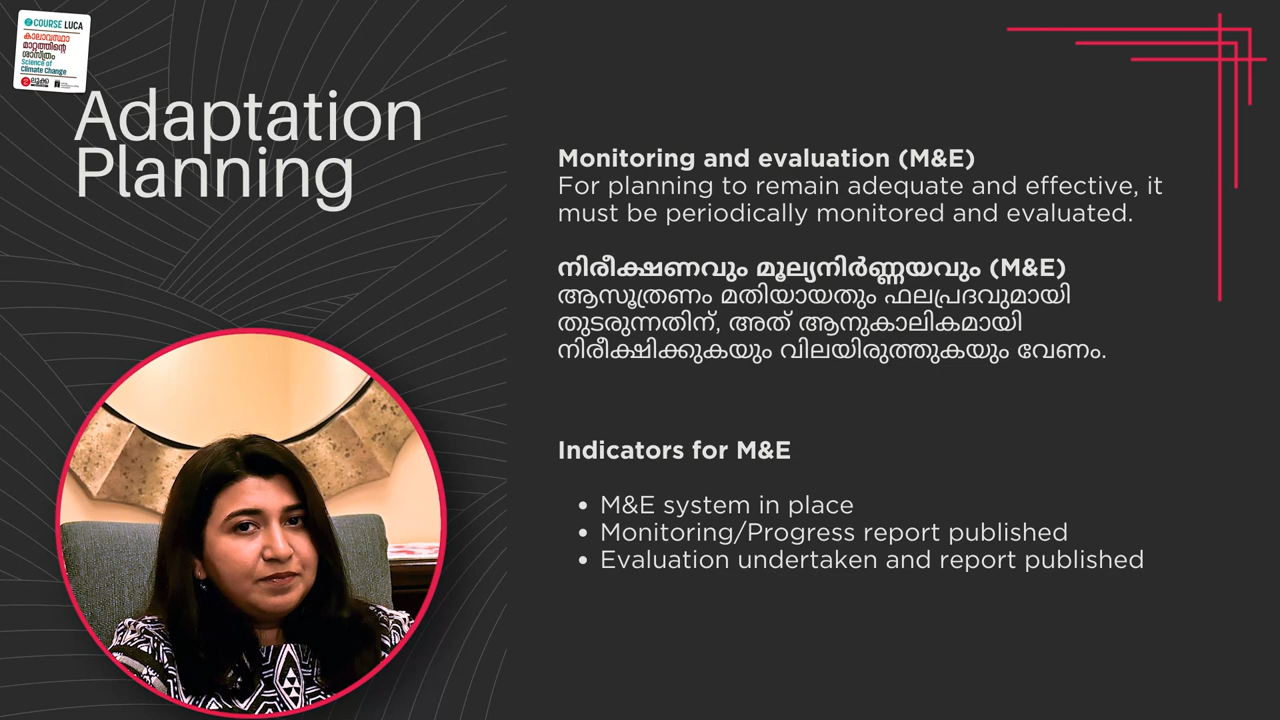 COURSE LUCA
കാലാവസ്ഥാ
മാറ്റത്തിന്റെ
ശാസ്ത്രം
Science of
Climate Change
ലൂക്ക
Adaptation
Planning
Monitoring and evaluation (M&E)
For planning to remain adequate and effective, it
must be periodically monitored and evaluated.
നിരീക്ഷണവും മൂല്യനിർണ്ണയവും (M&E)
ആസൂത്രണം മതിയായതും ഫലപ്രദവുമായി
തുടരുന്നതിന്, അത് ആനുകാലികമായി
നിരീക്ഷിക്കുകയും വിലയിരുത്തുകയും വേണം.
Indicators for M&E
• M&E system in place
• Monitoring/Progress report published
• Evaluation undertaken and report published